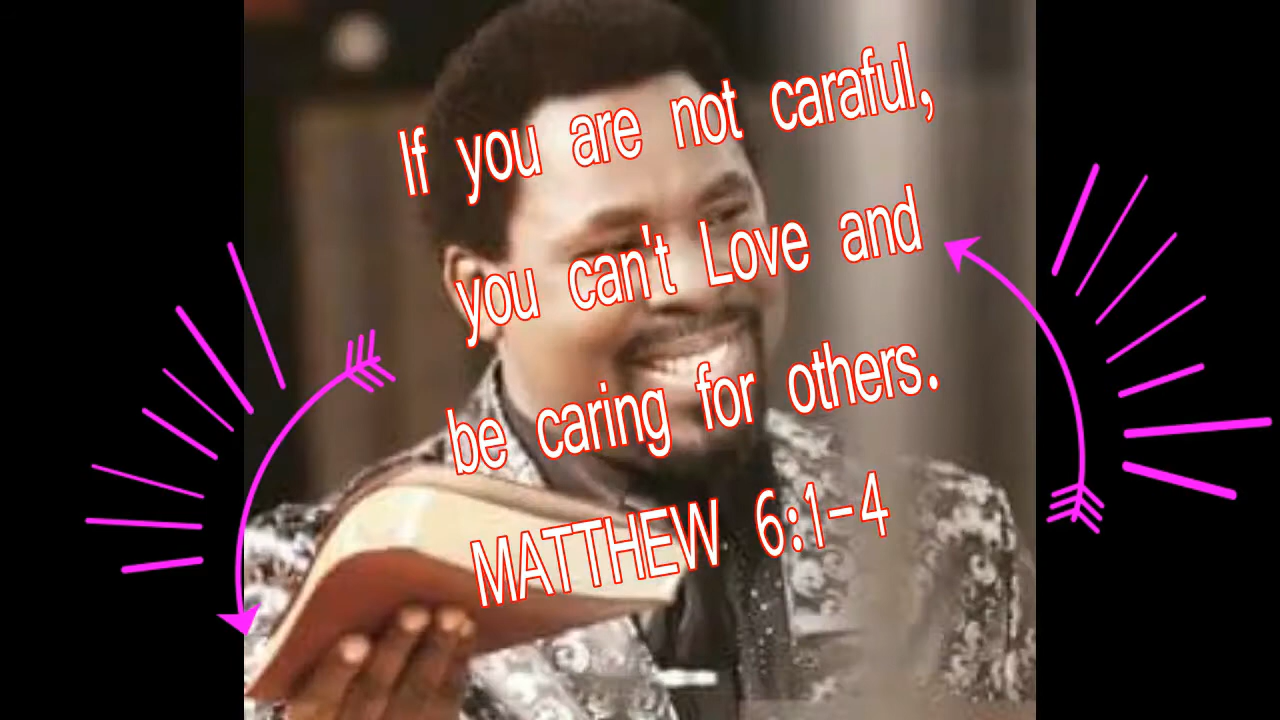 If you are not caraful,
you can't Love and
be caring for others.
MATTHEW 6:1-4